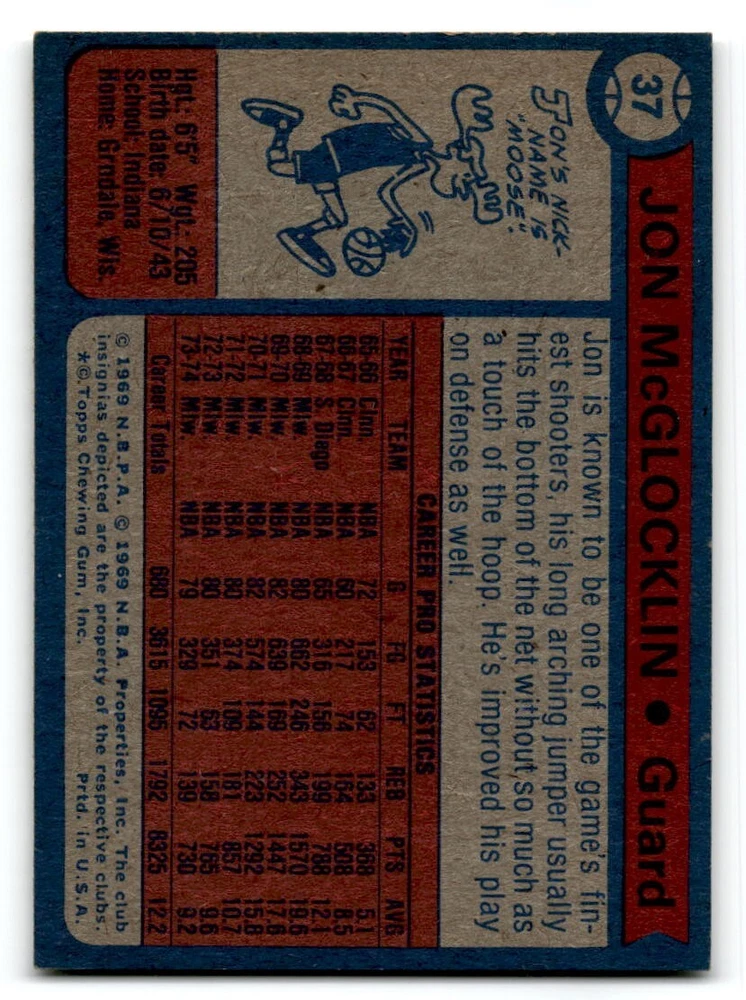 37
JON McGLOCKLIN • Guard
JON'S NICK-
NAME IS
"MOOSE".
Hgt.: 6'5" Wgt.: 205
Birth date: 6/10/43
School: Indiana
Home: Grndale, Wis.
Jon is known to be one of the game's fin-
est shooters, his long arching jumper usually
hits the bottom of the net without so much as
a touch of the hoop. He's improved his play
on defense as well.
CAREER PRO STATISTICS
YEAR TEAM G FG FT REB PTS AVG
65-66 Cinn. NBA 72 153 62 133 368 5.1
66-67 Cinn. NBA 60 217 74 164 508 8.5
67-68 S. Diego NBA 65 316 156 199 788 12.1
68-69 Milw. NBA 80 662 246 343 1570 19.6
69-70 Milw. NBA 82 639 169 252 1447 17.6
70-71 Milw. NBA 82 574 144 223 1292 15.8
71-72 Milw. NBA 80 374 109 181 857 10.7
72-73 Milw. NBA 80 351 63 158 765 9.6
73-74 Milw. NBA 79 329 72 139 730 9.2
Career Totals 680 3615 1095 1792 8325 12.2
© 1969 N.B.P.A. © 1969 N.B.A. Properties, Inc. The club
insignias depicted are the property of the respective clubs.
*© Topps Chewing Gum, Inc. Prtd. in U.S.A